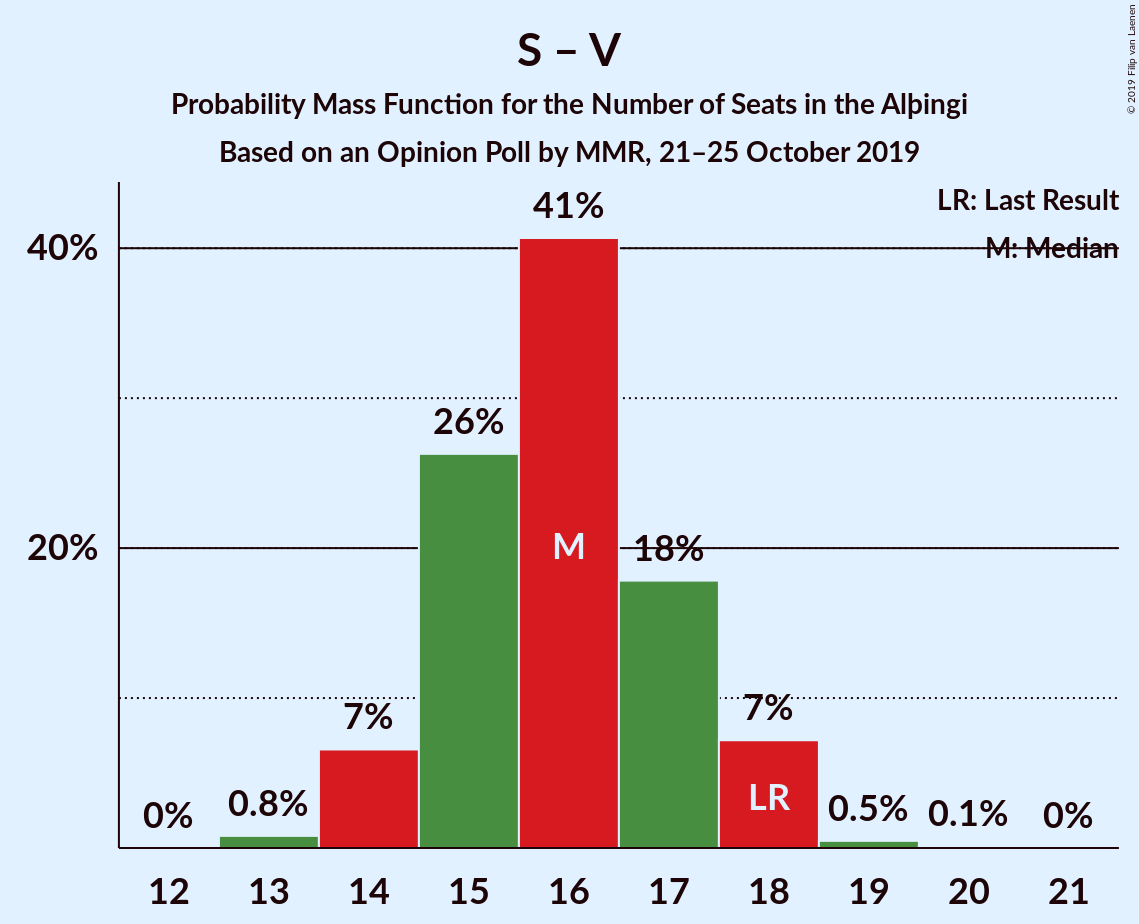 S – V
Probability Mass Function for the Number of Seats in the Alþingi
Based on an Opinion Poll by MMR, 21–25 October 2019
© 2019 Filip van Laenen
LR: Last Result
M: Median
40%
20%
0%
0.8%
7%
26%
41%
18%
7%
0.5%
0.1%
0%
M
LR
12 13 14 15 16 17 18 19 20 21